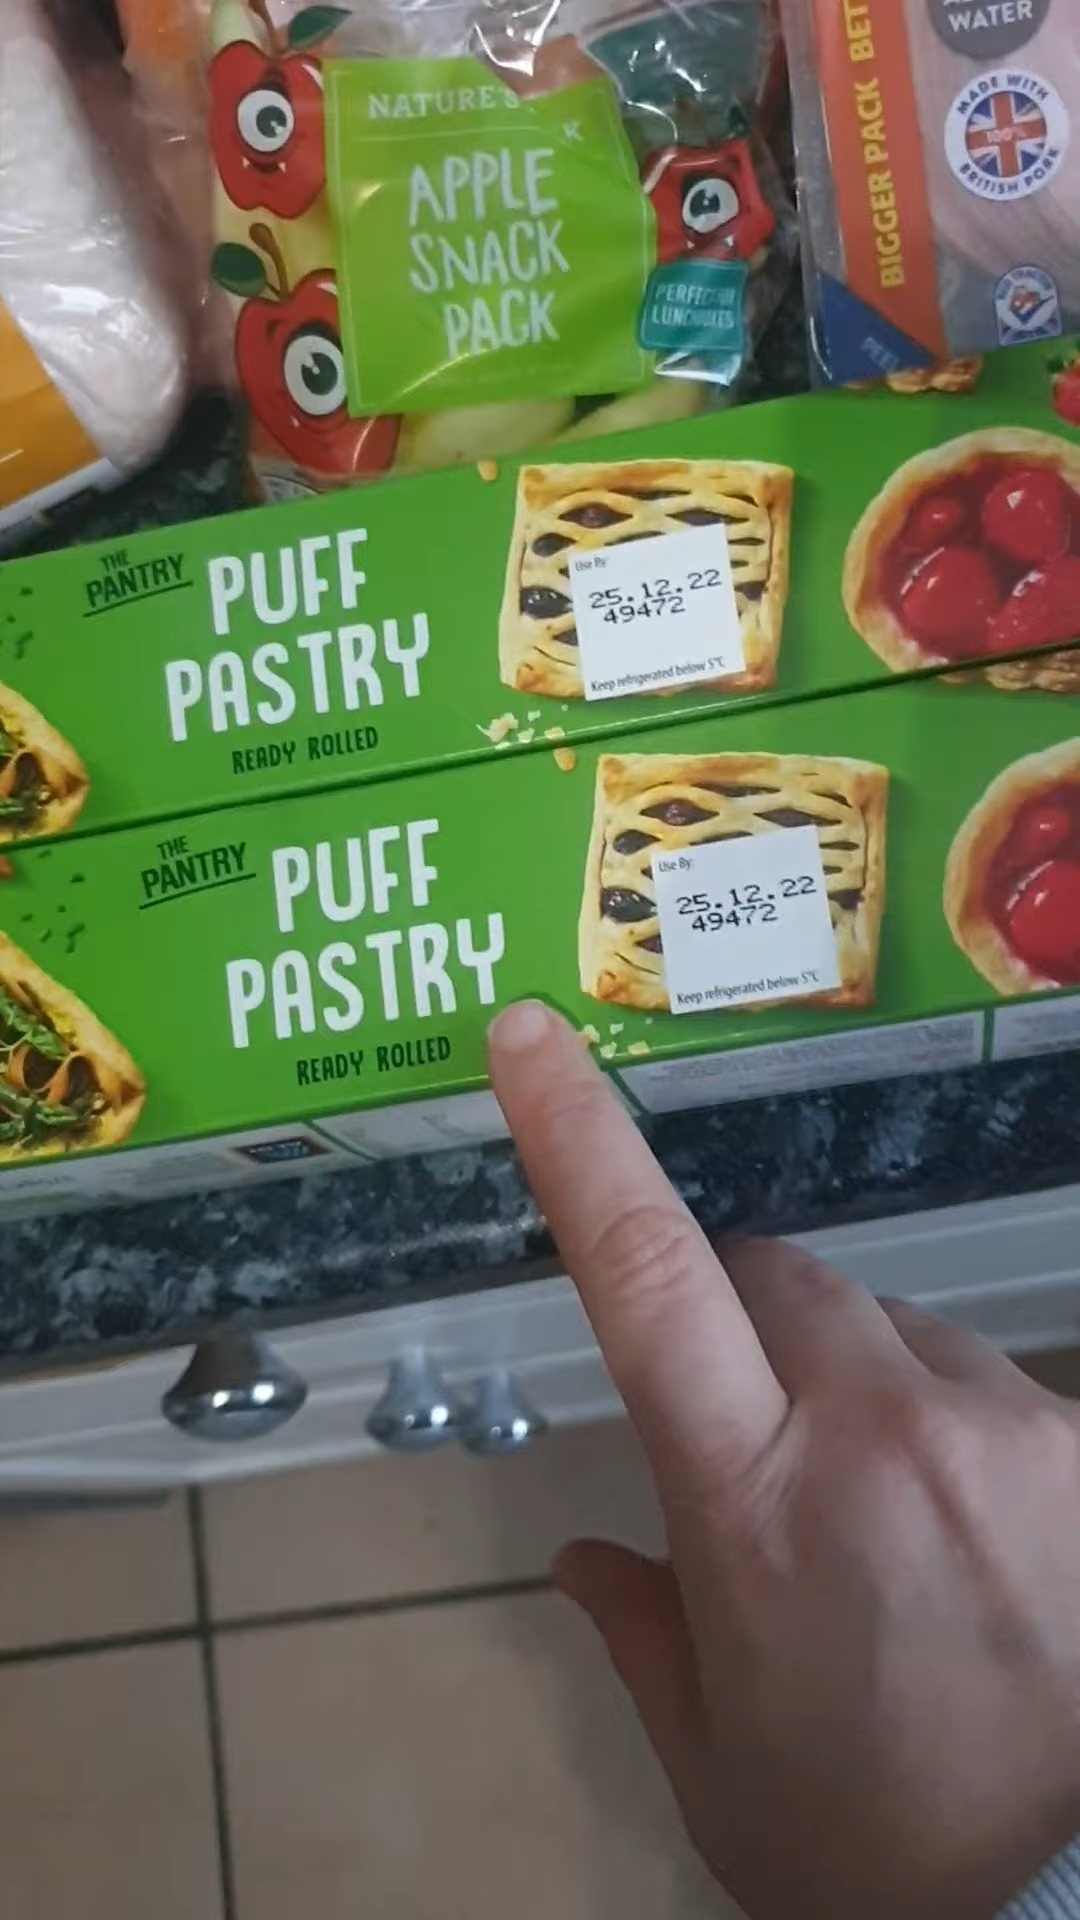 WATER
MADE WITH
100%
BRITISH PORK
BIGGER PACK BET
NATURE'S
K
APPLE
SNACK
PACK
PERFECT
LUNCHBOXES
PEEL
THE
PANTRY
PUFF
PASTRY
READY ROLLED
Use By:
25.12.22
49472
Keep refrigerated below 5°C
THE
PANTRY
PUFF
PASTRY
READY ROLLED
Use By:
25.12.22
49472
Keep refrigerated below 5°C